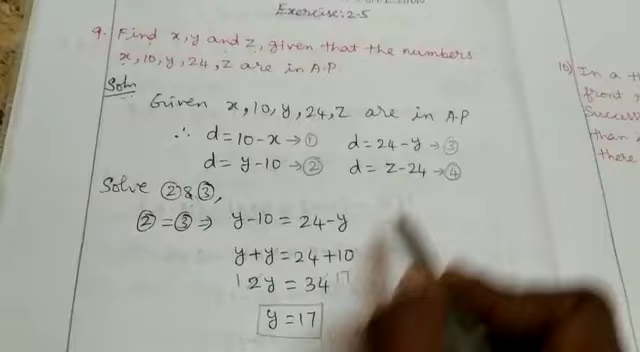 Exercise:2.5
9. Find x, y and z, given that the numbers
x, 10, y, 24, z are in A.P.
Soln
Given x, 10, y, 24, z are in A.P
∴ d = 10 - x → ① d = 24 - y → ③
d = y - 10 → ② d = z - 24 → ④
Solve ② & ③,
② = ③ ⇒ y - 10 = 24 - y
y + y = 24 + 10
1 2y = 34 17
y = 17
10) In a
front
Success
than
there